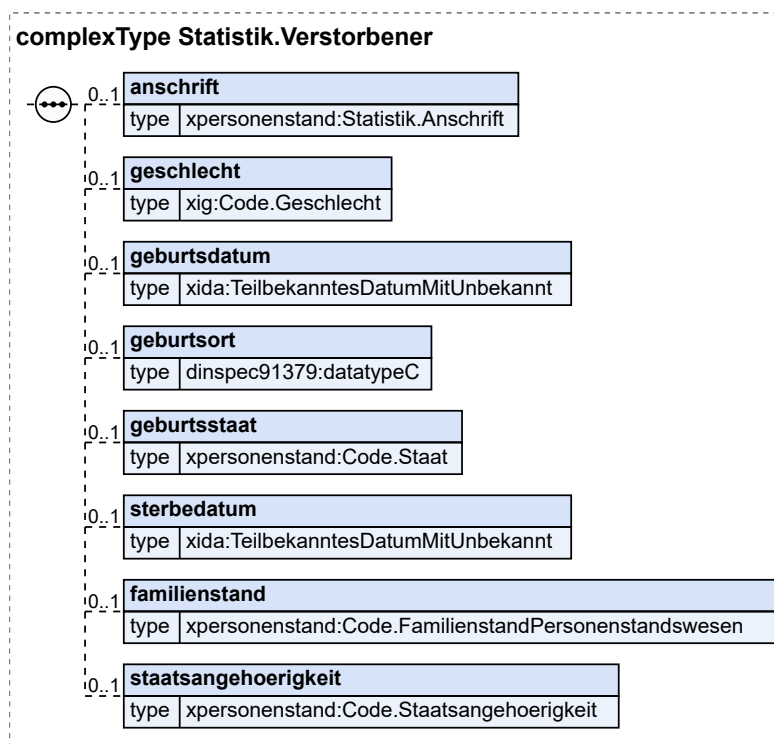 complexType Statistik.Verstorbener
0..1 anschrift
type xpersonenstand:Statistik.Anschrift
0..1 geschlecht
type xig:Code.Geschlecht
0..1 geburtsdatum
type xida:TeilbekanntesDatumMitUnbekannt
0..1 geburtsort
type dinspec91379:datatypeC
0..1 geburtsstaat
type xpersonenstand:Code.Staat
0..1 sterbedatum
type xida:TeilbekanntesDatumMitUnbekannt
0..1 familienstand
type xpersonenstand:Code.FamilienstandPersonenstandswesen
0..1 staatsangehoerigkeit
type xpersonenstand:Code.Staatsangehoerigkeit